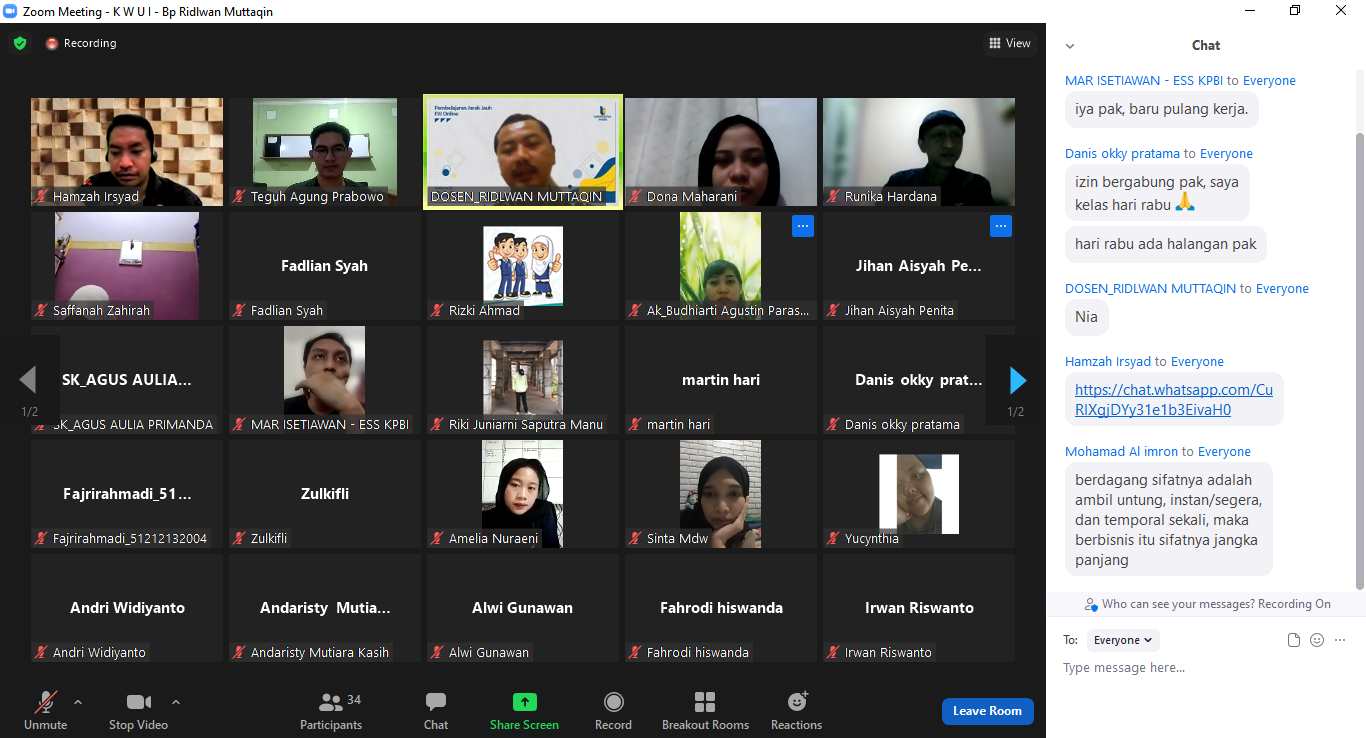 Zoom Meeting - K W U I - Bp Ridlwan Muttaqin
Recording
View
Hamzah Irsyad
Teguh Agung Prabowo
Pembelajaran Jarak Jauh
PJJ Online
DOSEN_RIDLWAN MUTTAQIN
Dona Maharani
Runika Hardana
Saffanah Zahirah
Fadlian Syah
Fadlian Syah
Rizki Ahmad
Ak_Budhiarti Agustin Paras...
Jihan Aisyah Pe...
Jihan Aisyah Penita
1/2
SK_AGUS AULIA...
SK_AGUS AULIA PRIMANDA
MAR ISETIAWAN - ESS KPBI
Riki Juniarni Saputra Manu
martin hari
martin hari
Danis okky prat...
Danis okky pratama
1/2
Fajrirahmadi_51...
Fajrirahmadi_51212132004
Zulkifli
Zulkifli
Amelia Nuraeni
Sinta Mdw
Yucynthia
Andri Widiyanto
Andri Widiyanto
Andaristy Mutia...
Andaristy Mutiara Kasih
Alwi Gunawan
Alwi Gunawan
Fahrodi hiswanda
Fahrodi hiswanda
Irwan Riswanto
Irwan Riswanto
Unmute
Stop Video
34
Participants
Chat
Share Screen
Record
Breakout Rooms
Reactions
Leave Room
Chat
MAR ISETIAWAN - ESS KPBI to Everyone
iya pak, baru pulang kerja.
Danis okky pratama to Everyone
izin bergabung pak, saya
kelas hari rabu 🙏
hari rabu ada halangan pak
DOSEN_RIDLWAN MUTTAQIN to Everyone
Nia
Hamzah Irsyad to Everyone
https://chat.whatsapp.com/Cu
RlXgjDYy31e1b3EivaH0
Mohamad Al imron to Everyone
berdagang sifatnya adalah
ambil untung, instan/segera,
dan temporal sekali, maka
berbisnis itu sifatnya jangka
panjang
Who can see your messages? Recording On
To: Everyone
Type message here...